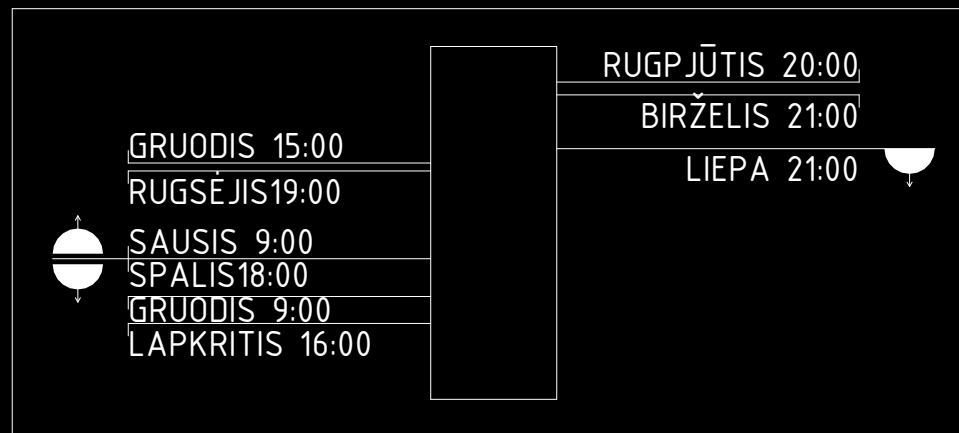 GRUODIS 15:00
RUGSĖJIS19:00
SAUSIS 9:00
SPALIS18:00
GRUODIS 9:00
LAPKRITIS 16:00
RUGPJŪTIS 20:00
BIRŽELIS 21:00
LIEPA 21:00